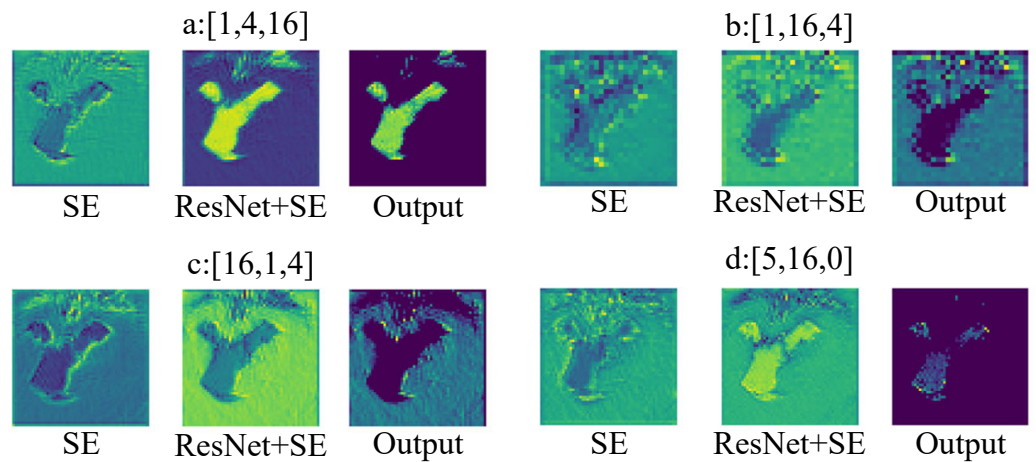 a:[1,4,16]
b:[1,16,4]
SE ResNet+SE Output
SE ResNet+SE Output
c:[16,1,4]
d:[5,16,0]
SE ResNet+SE Output
SE ResNet+SE Output